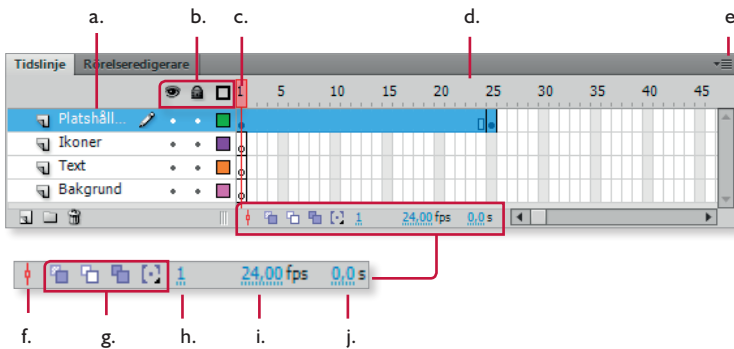 a. b. c. d. e
Tidslinje Rörelseredigerare
1 5 10 15 20 25 30 35 40 45
Platshåll...
Ikoner
Text
Bakgrund
1 24,00 fps 0,0 s
1 24,00 fps 0,0 s
f. g. h. i. j.